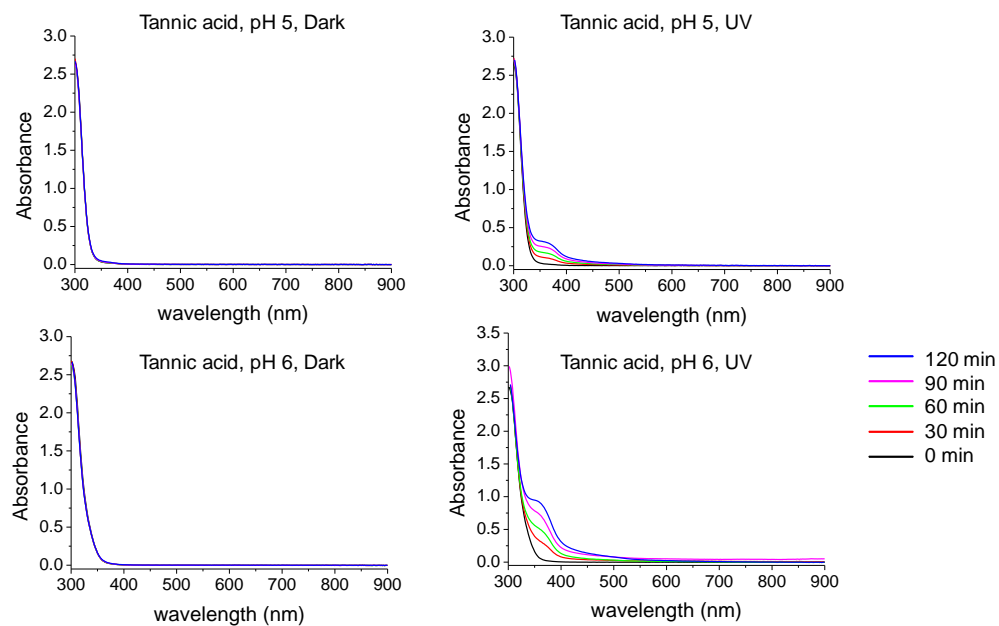 Tannic acid, pH 5, Dark
3.0
2.5
2.0
1.5
1.0
0.5
0.0
Absorbance
300 400 500 600 700 800 900
wavelength (nm)
Tannic acid, pH 5, UV
3.0
2.5
2.0
1.5
1.0
0.5
0.0
Absorbance
300 400 500 600 700 800 900
wavelength (nm)
Tannic acid, pH 6, Dark
3.0
2.5
2.0
1.5
1.0
0.5
0.0
Absorbance
300 400 500 600 700 800 900
wavelength (nm)
Tannic acid, pH 6, UV
3.5
3.0
2.5
2.0
1.5
1.0
0.5
0.0
Absorbance
300 400 500 600 700 800 900
wavelength (nm)
120 min
90 min
60 min
30 min
0 min